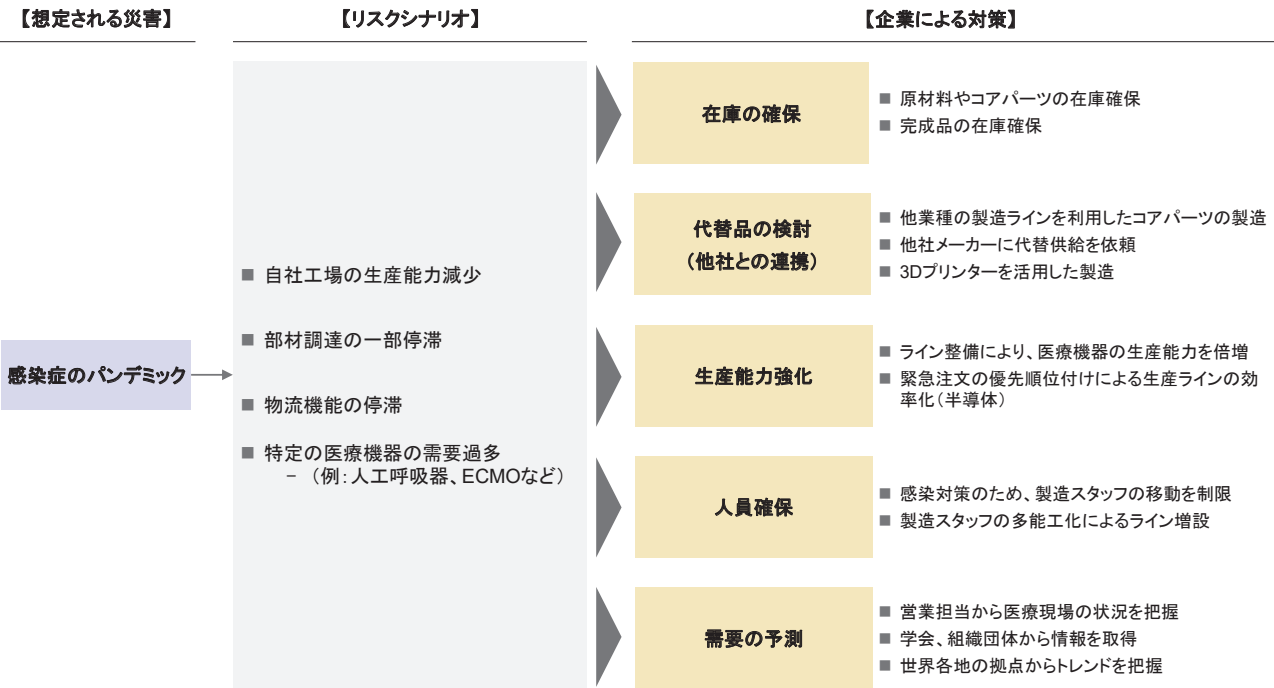 【想定される災害】
【リスクシナリオ】
【企業による対策】
感染症のパンデミック
■ 自社工場の生産能力減少
■ 部材調達の一部停滞
■ 物流機能の停滞
■ 特定の医療機器の需要過多
－ （例：人工呼吸器、ECMOなど）
在庫の確保
■ 原材料やコアパーツの在庫確保
■ 完成品の在庫確保
代替品の検討
（他社との連携）
■ 他業種の製造ラインを利用したコアパーツの製造
■ 他社メーカーに代替供給を依頼
■ 3Dプリンターを活用した製造
生産能力強化
■ ライン整備により、医療機器の生産能力を倍増
■ 緊急注文の優先順位付けによる生産ラインの効
率化（半導体）
人員確保
■ 感染対策のため、製造スタッフの移動を制限
■ 製造スタッフの多能工化によるライン増設
需要の予測
■ 営業担当から医療現場の状況を把握
■ 学会、組織団体から情報を取得
■ 世界各地の拠点からトレンドを把握